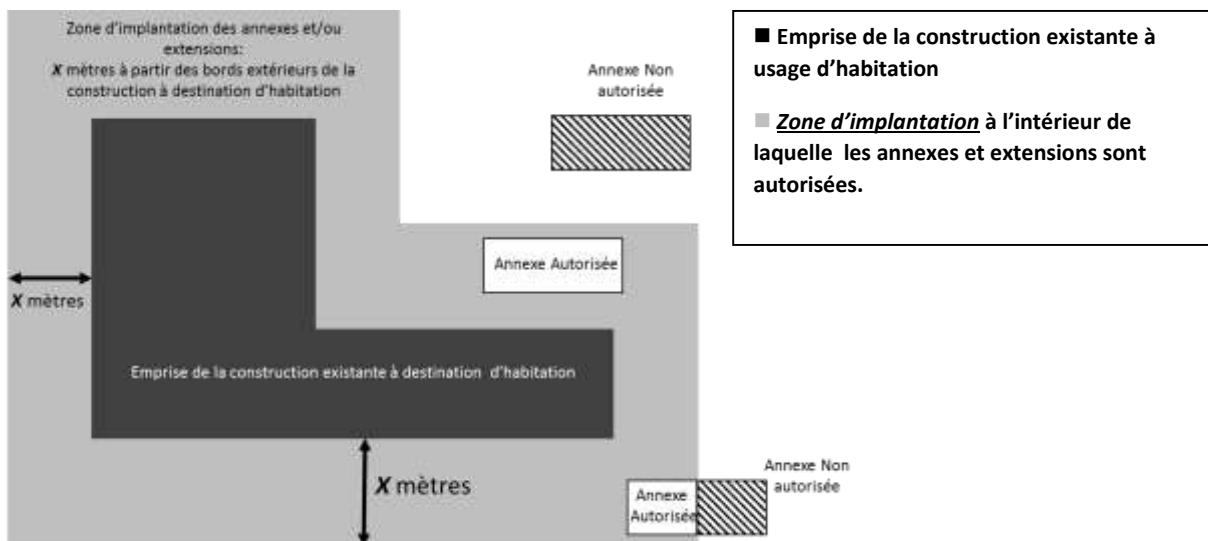 Zone d'implantation des annexes et/ou
extensions:
X mètres à partir des bords extérieurs de la
construction à destination d'habitation
Annexe Non
autorisée
Annexe Autorisée
X mètres
Emprise de la construction existante à destination d'habitation
X mètres
Annexe
Autorisée
Annexe Non
autorisée
■ Emprise de la construction existante à
usage d'habitation
■ Zone d'implantation à l'intérieur de
laquelle les annexes et extensions sont
autorisées.